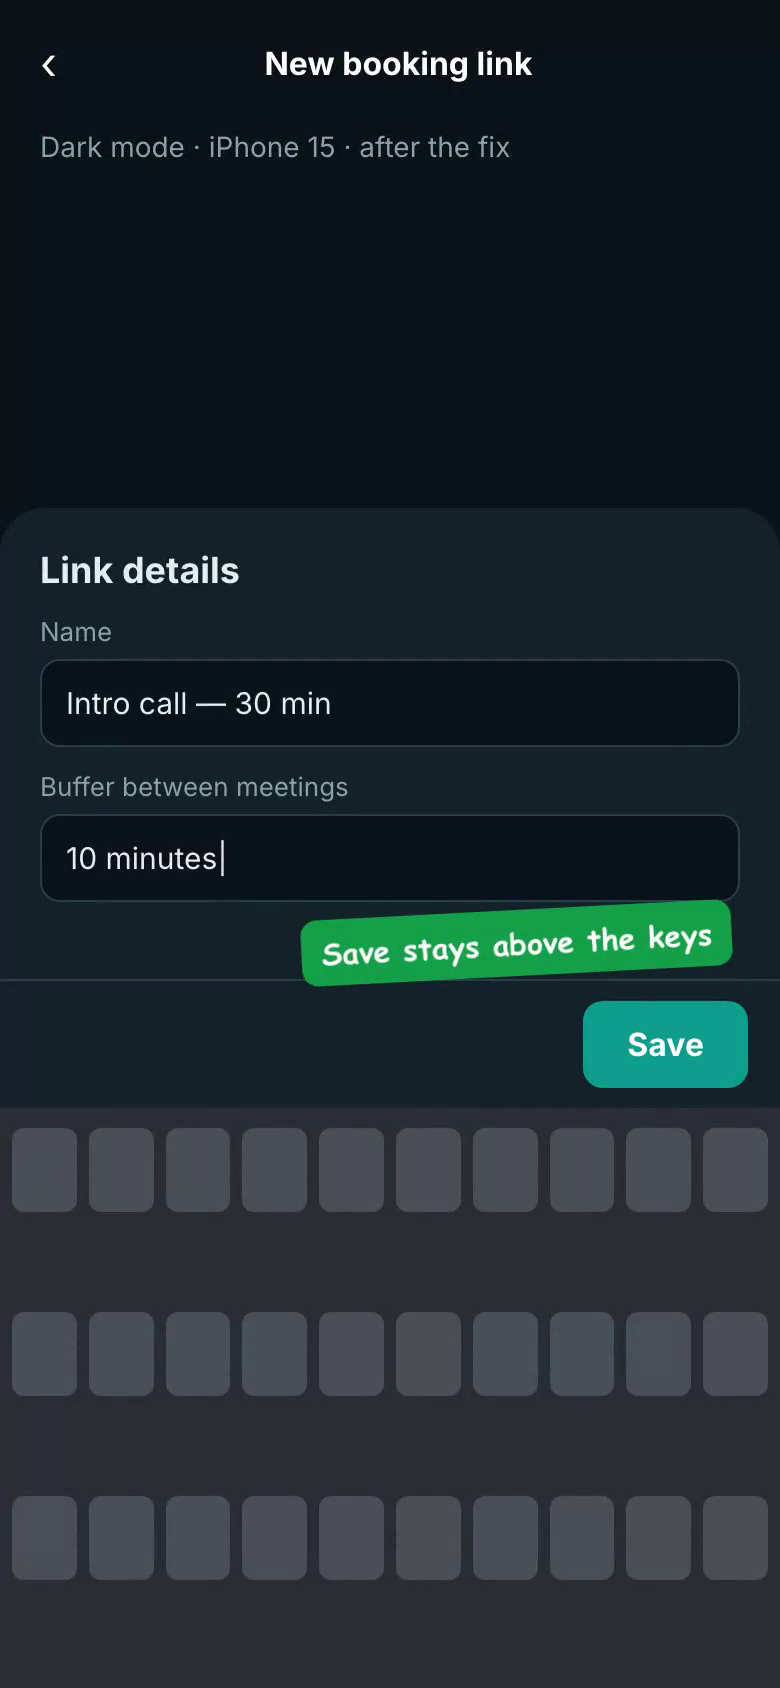 New booking link
Dark mode · iPhone 15 · after the fix
Link details
Name
Intro call — 30 min
Buffer between meetings
10 minutes
Save stays above the keys
Save